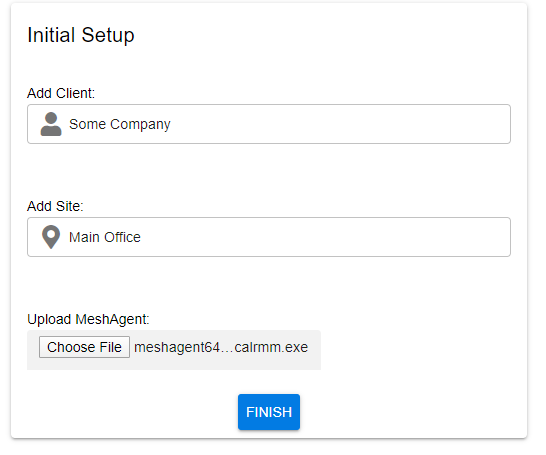 Initial Setup
Add Client:
Some Company
Add Site:
Main Office
Upload MeshAgent:
Choose File meshagent64…calrmm.exe
FINISH